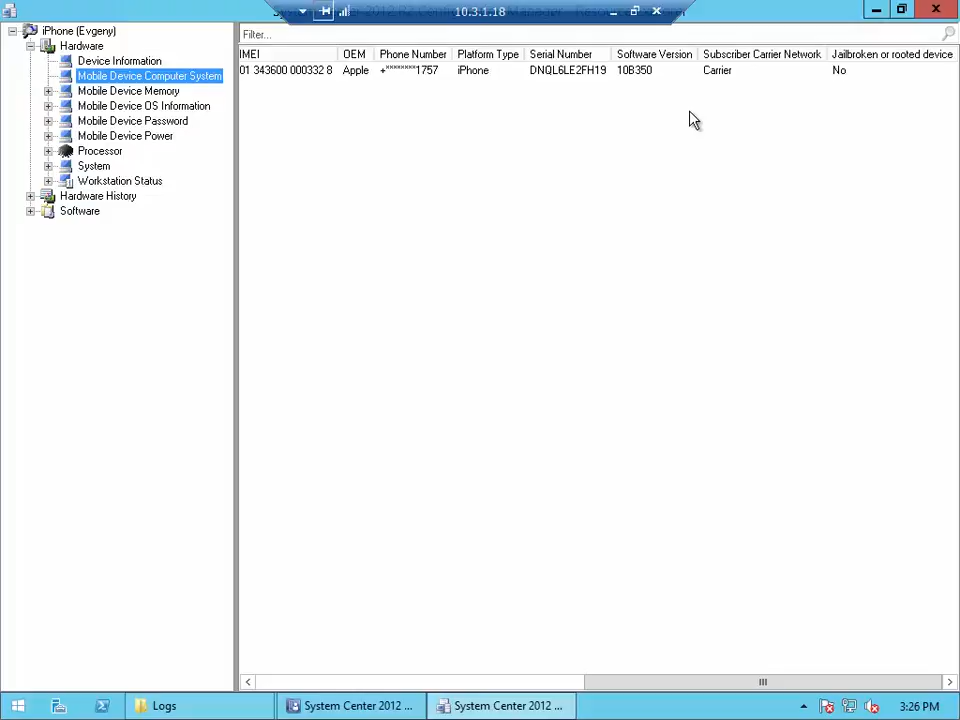 10.3.1.18
iPhone (Evgeny)
Hardware
Device Information
Mobile Device Computer System
Mobile Device Memory
Mobile Device OS Information
Mobile Device Password
Mobile Device Power
Processor
System
Workstation Status
Hardware History
Software
Filter...
IMEI OEM Phone Number Platform Type Serial Number Software Version Subscriber Carrier Network Jailbroken or rooted device
01 343600 000332 8 Apple +********1757 iPhone DNQL6LE2FH19 10B350 Carrier No
Logs System Center 2012 ... System Center 2012 ... 3:26 PM